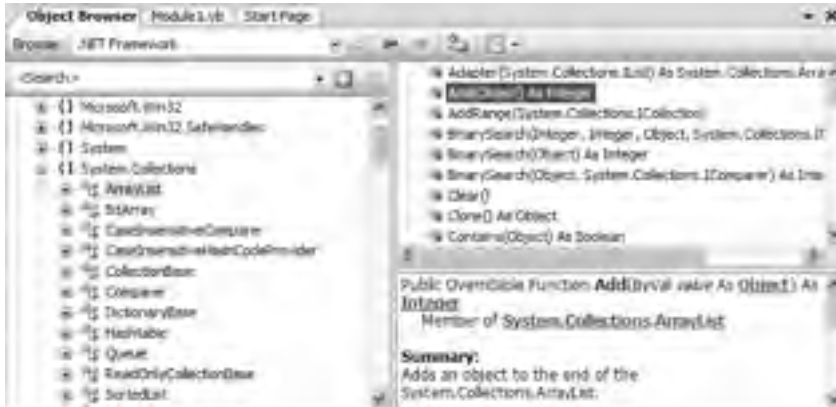 Object Browser Module1.vb Start Page
Browse: .NET Framework
<Search>
{} Microsoft.Win32
{} Microsoft.Win32.SafeHandles
{} System
{} System.Collections
ArrayList
BitArray
CaseInsensitiveComparer
CaseInsensitiveHashCodeProvider
CollectionBase
Comparer
DictionaryBase
Hashtable
Queue
ReadOnlyCollectionBase
SortedList
Adapter(System.Collections.IList) As System.Collections.Arra
Add(Object) As Integer
AddRange(System.Collections.ICollection)
BinarySearch(Integer, Integer, Object, System.Collections.IC
BinarySearch(Object) As Integer
BinarySearch(Object, System.Collections.IComparer) As Inte
Clear()
Clone() As Object
Contains(Object) As Boolean
Public Overridable Function Add(ByVal value As Object) As
Integer
Member of System.Collections.ArrayList
Summary:
Adds an object to the end of the
System.Collections.ArrayList.